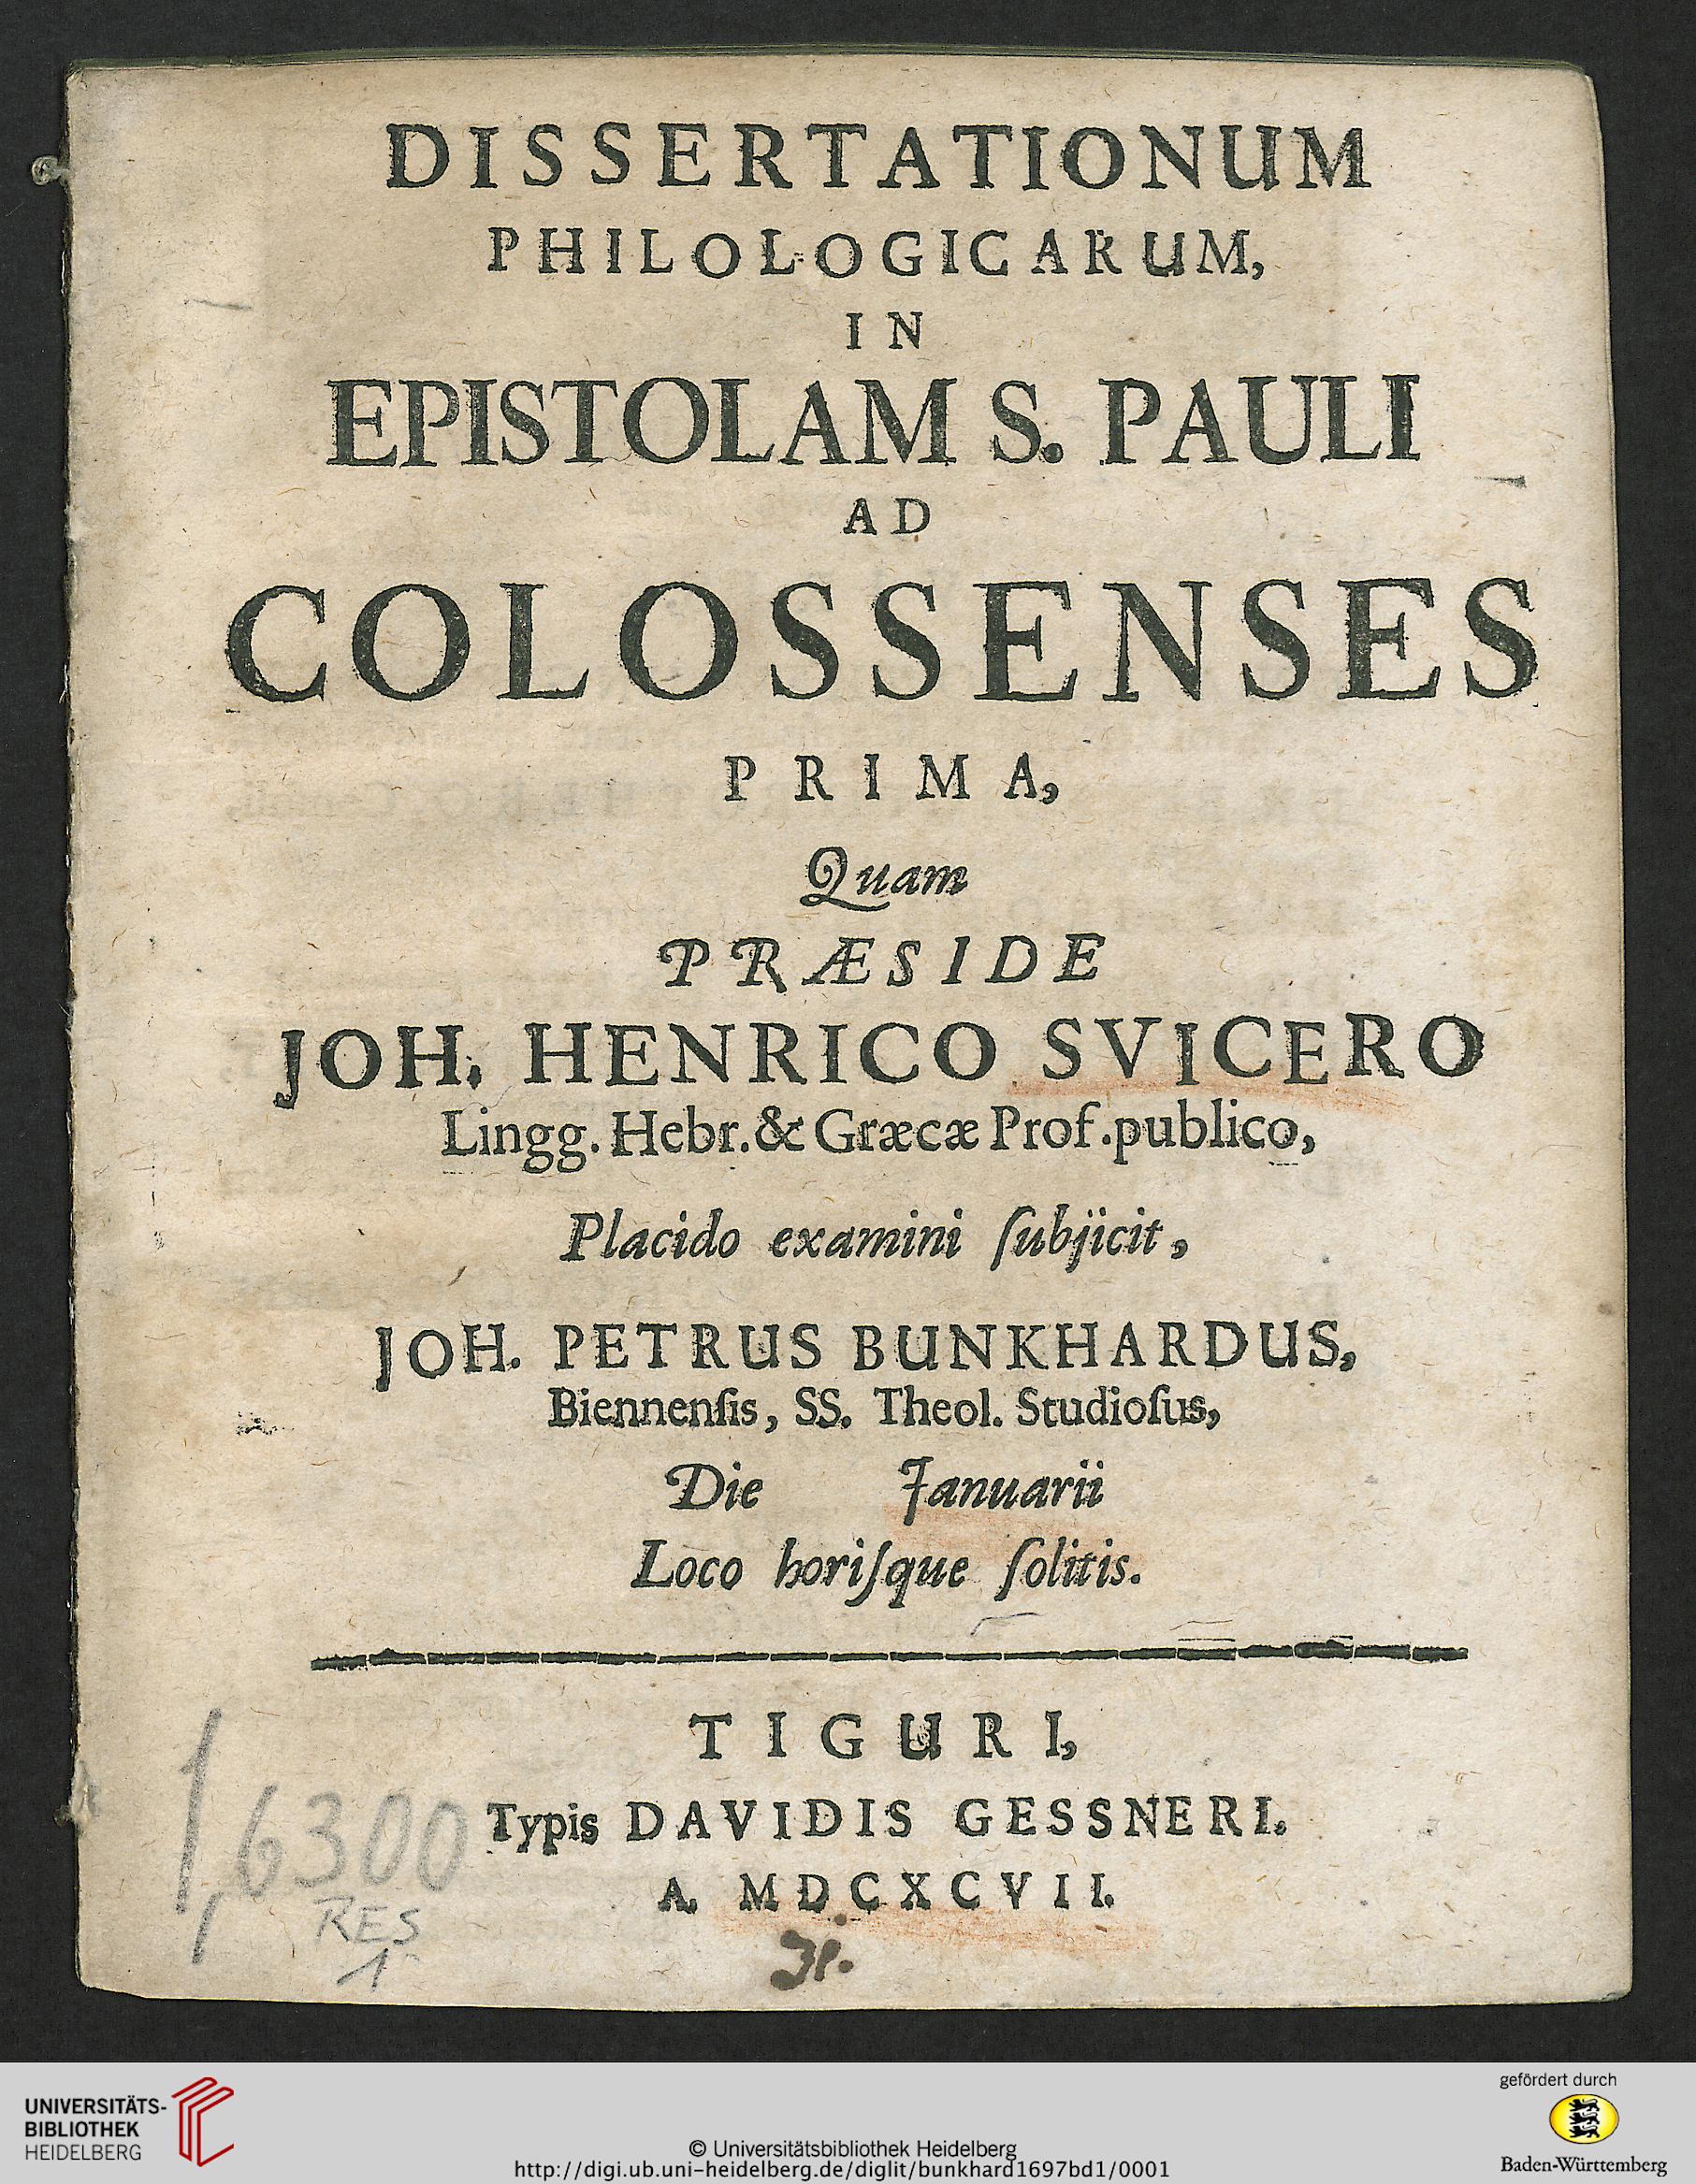 DISSERTATIONUM
PHILOLOGICARUM,
IN
EPISTOLAM S. PAULI
AD
COLOSSENSES
PRIMA,
Quam
PRÆSIDE
JOH. HENRICO SVICERO
Lingg. Hebr. & Græcæ Prof. publico,
Placido examini ſubjicit,
JOH. PETRUS BUNKHARDUS,
Biennenſis, SS. Theol. Studioſus,
Die Januarii
Loco horiſque ſolitis.
TIGURI,
Typis DAVIDIS GESSNERI.
A. MDCXCVII.
6300
RES
1
UNIVERSITÄTS-
BIBLIOTHEK
HEIDELBERG
© Universitätsbibliothek Heidelberg
http://digi.ub.uni-heidelberg.de/diglit/bunkhard1697bd1/0001
gefördert durch
Baden-Württemberg